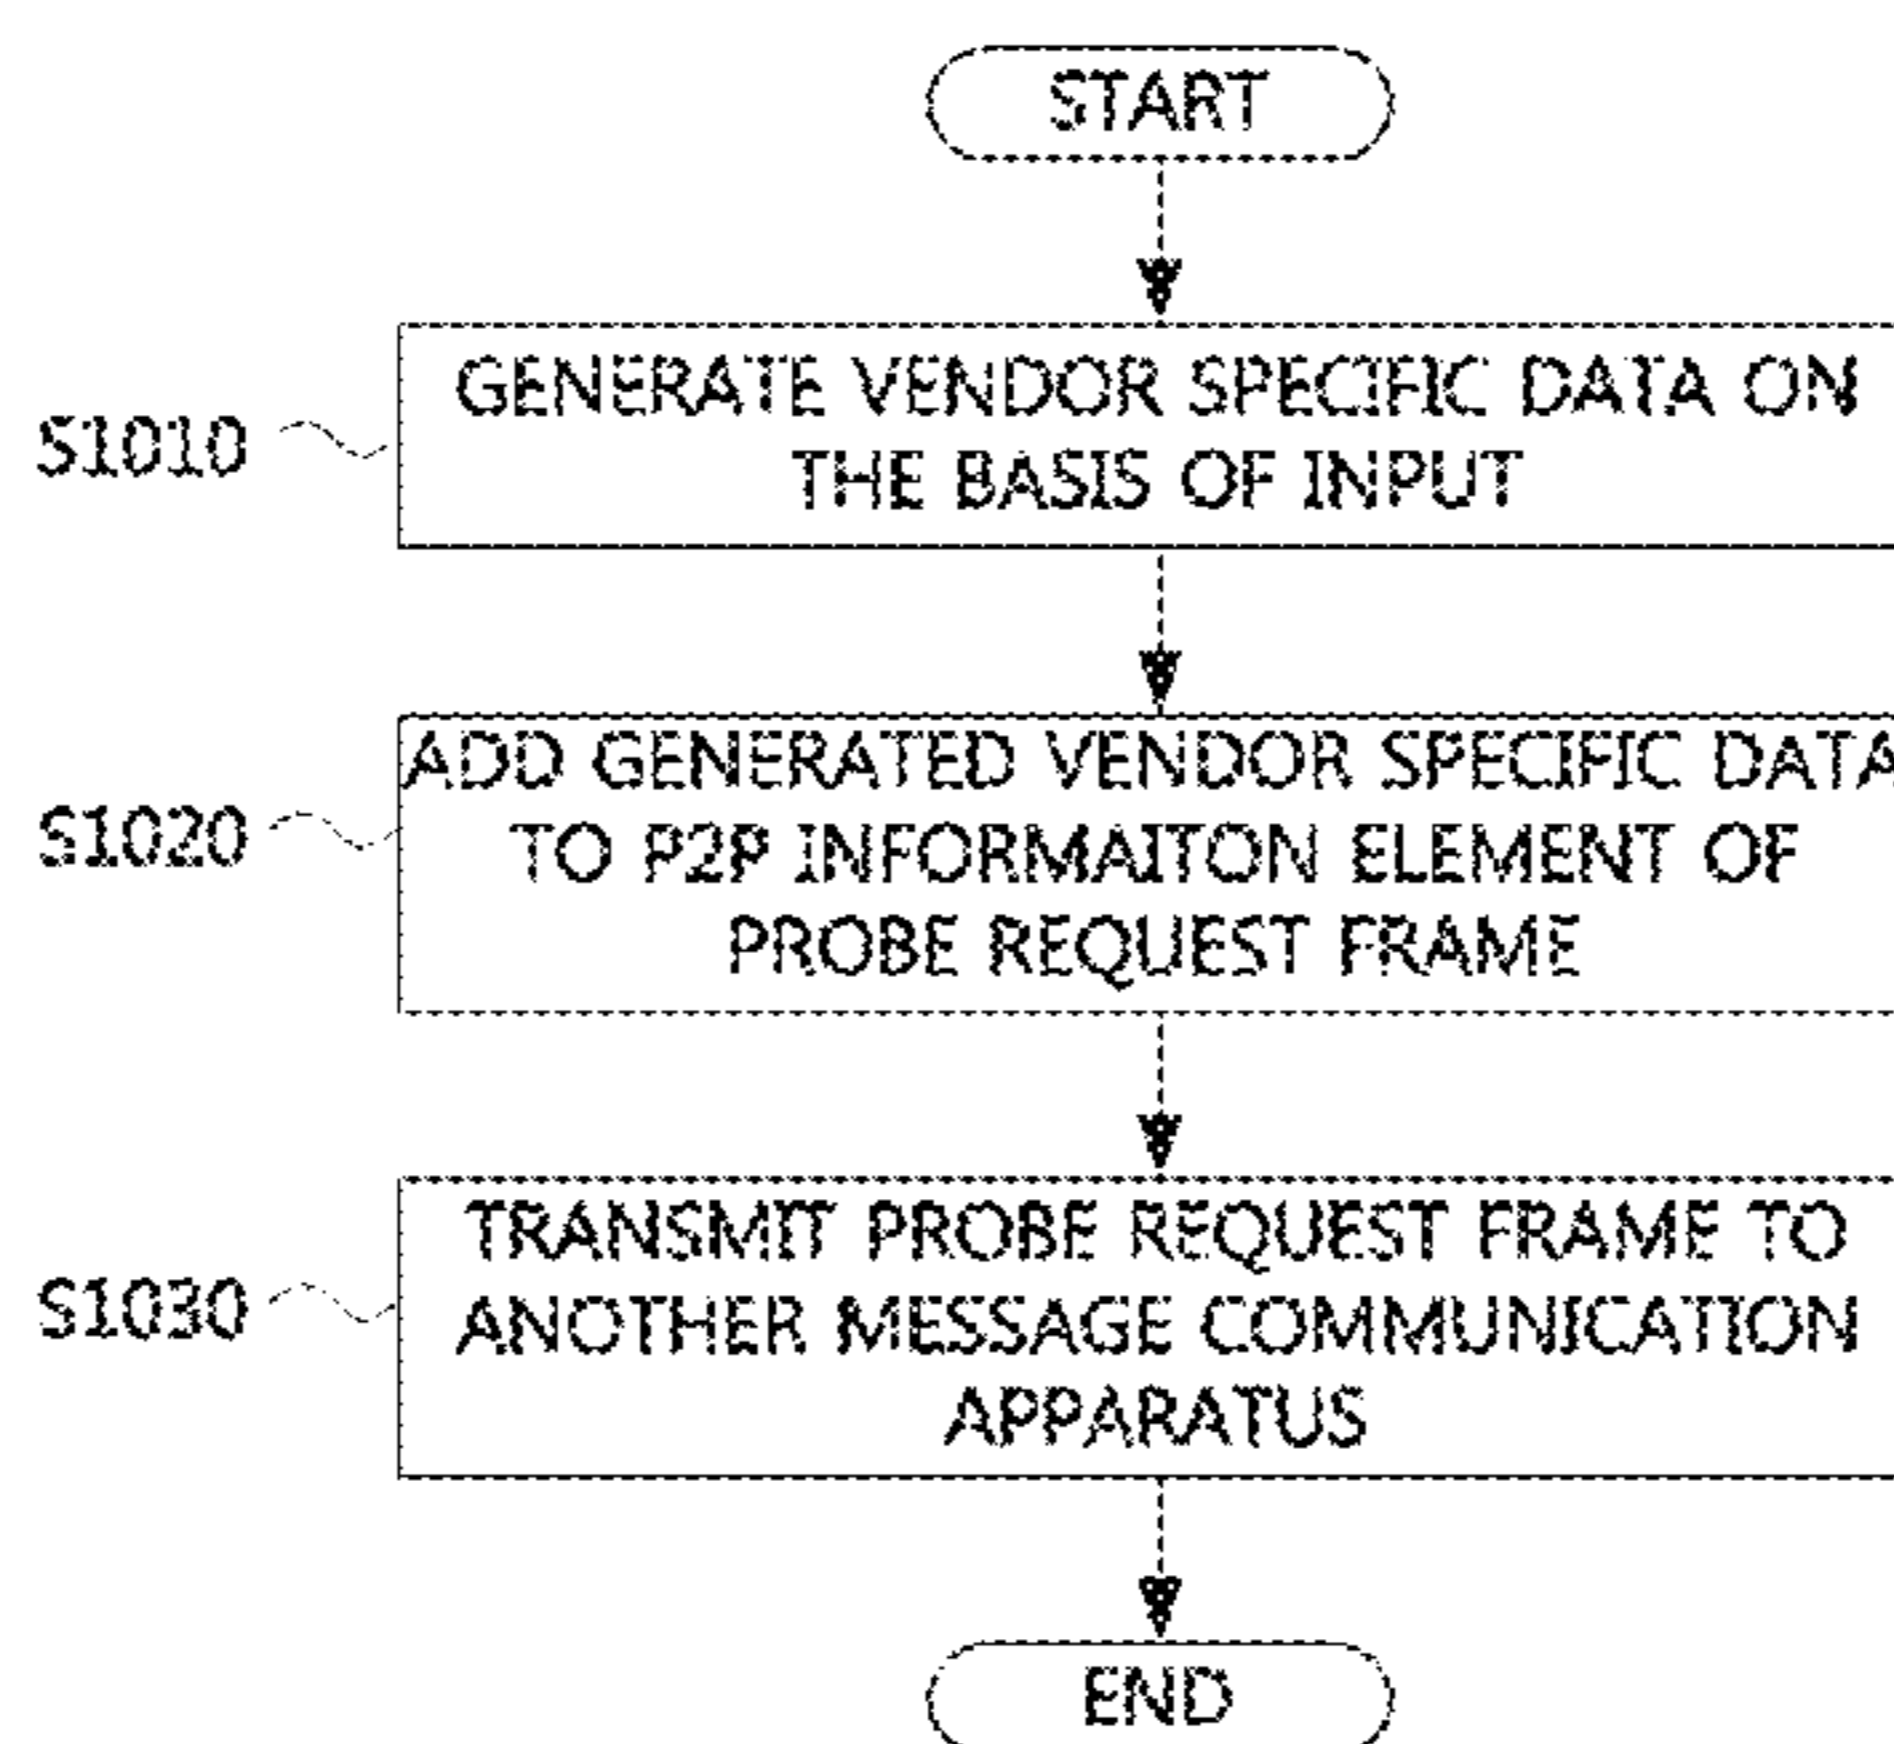 START
S1010
GENERATE VENDOR SPECIFIC DATA ON
THE BASIS OF INPUT
S1020
ADD GENERATED VENDOR SPECIFIC DATA
TO P2P INFORMAITON ELEMENT OF
PROBE REQUEST FRAME
S1030
TRANSMIT PROBE REQUEST FRAME TO
ANOTHER MESSAGE COMMUNICATION
APPARATUS
END